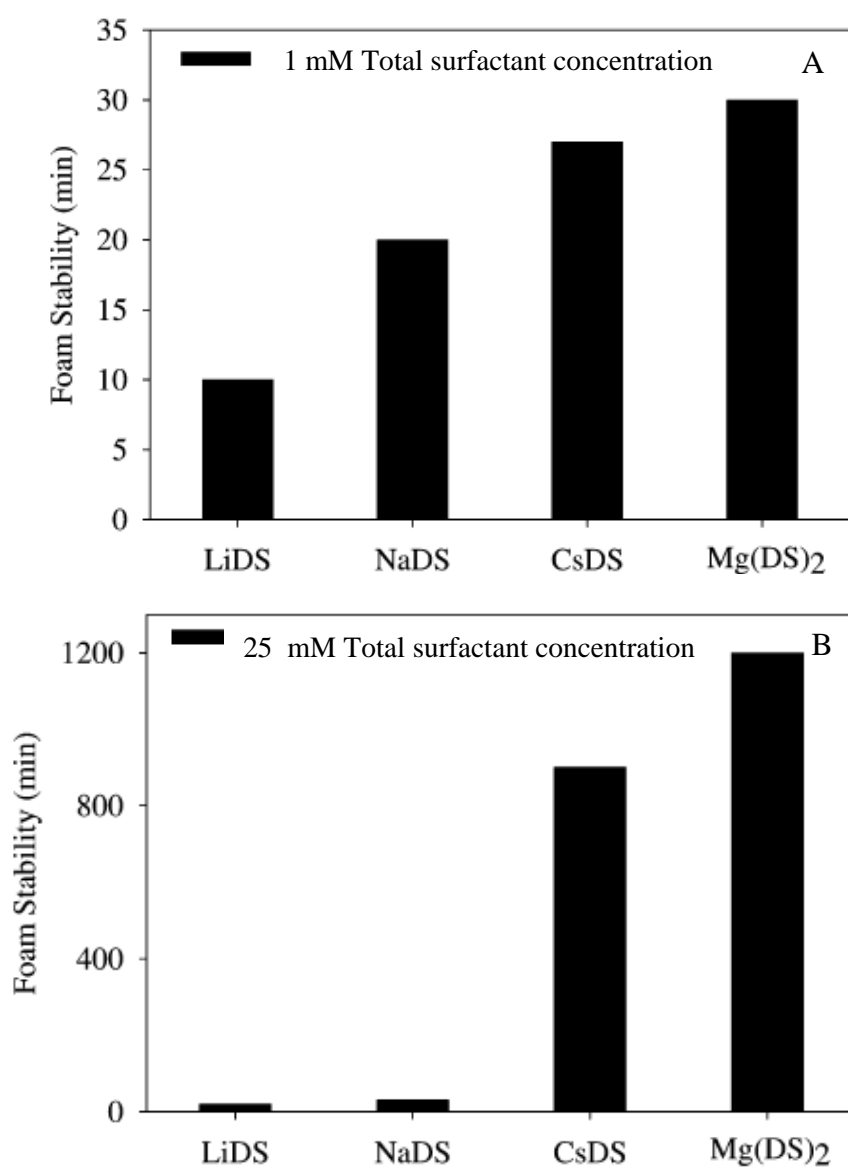 35
1 mM Total surfactant concentration A
30
25
20
15
10
5
0
Foam Stability (min)
LiDS NaDS CsDS Mg(DS)2
25 mM Total surfactant concentration B
1200
800
400
0
Foam Stability (min)
LiDS NaDS CsDS Mg(DS)2